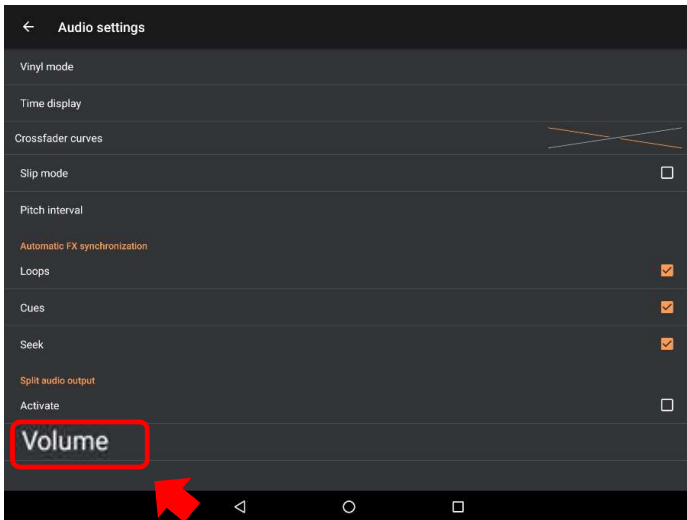 Audio settings
Vinyl mode
Time display
Crossfader curves
Slip mode
Pitch interval
Automatic FX synchronization
Loops
Cues
Seek
Split audio output
Activate
Volume